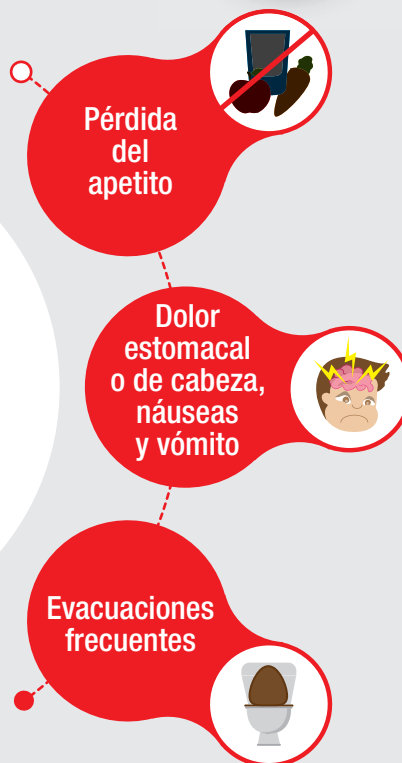 Pérdida
del
apetito
Dolor
estomacal
o de cabeza,
náuseas
y vómito
Evacuaciones
frecuentes